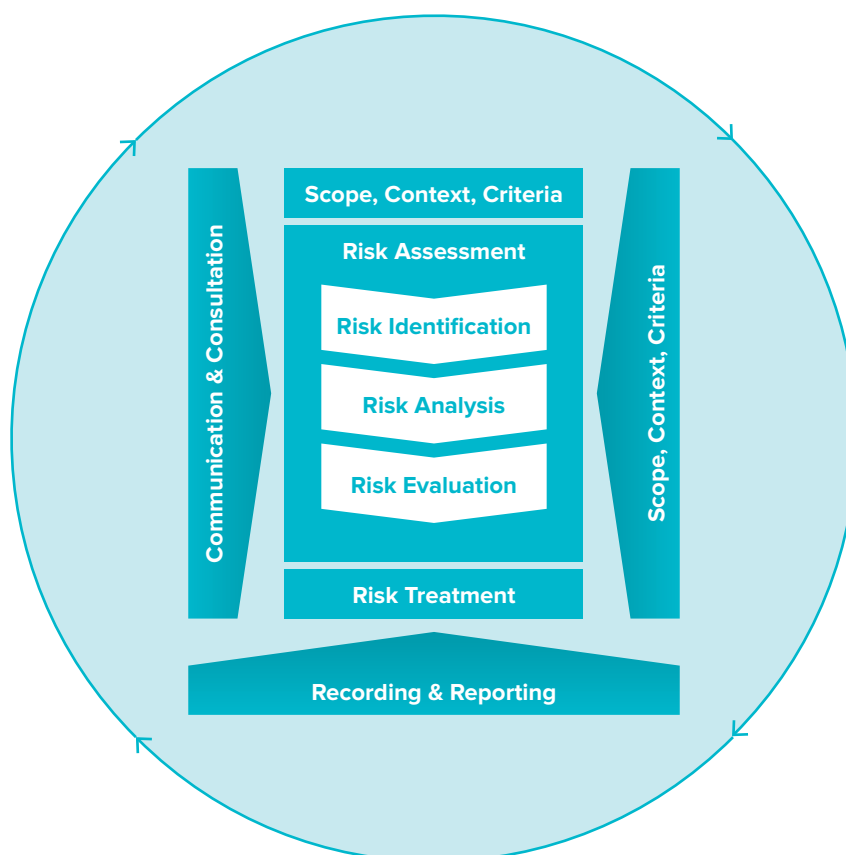 Scope, Context, Criteria
Risk Assessment
Risk Identification
Risk Analysis
Risk Evaluation
Risk Treatment
Communication & Consultation
Scope, Context, Criteria
Recording & Reporting